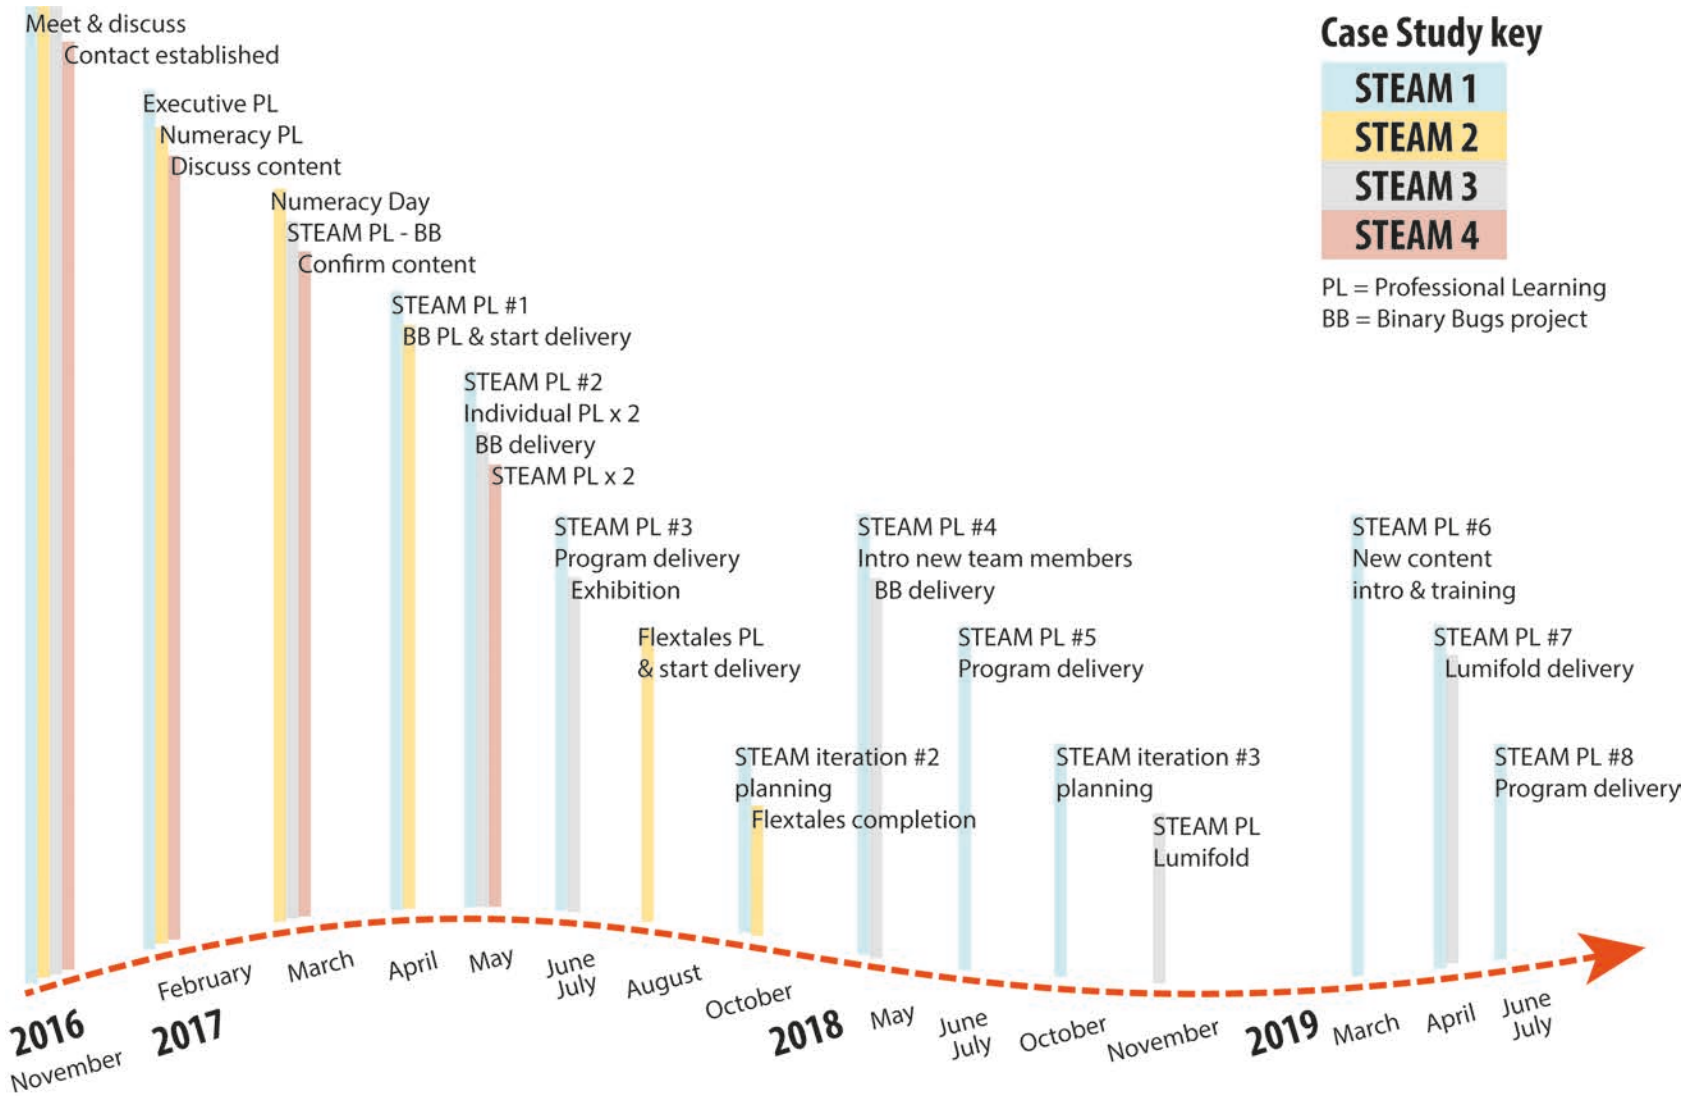 Meet & discuss
Contact established
Executive PL
Numeracy PL
Discuss content
Numeracy Day
STEAM PL - BB
Confirm content
STEAM PL #1
BB PL & start delivery
STEAM PL #2
Individual PL x 2
BB delivery
STEAM PL x 2
STEAM PL #3
Program delivery
Exhibition
Flextales PL
& start delivery
STEAM iteration #2
planning
Flextales completion
STEAM PL #4
Intro new team members
BB delivery
STEAM PL #5
Program delivery
STEAM iteration #3
planning
STEAM PL
Lumifold
STEAM PL #6
New content
intro & training
STEAM PL #7
Lumifold delivery
STEAM PL #8
Program delivery
Case Study key
STEAM 1
STEAM 2
STEAM 3
STEAM 4
PL = Professional Learning
BB = Binary Bugs project
2016
November
2017
February
March
April
May
June
July
August
October
2018
May
June
July
October
November
2019
March
April
June
July